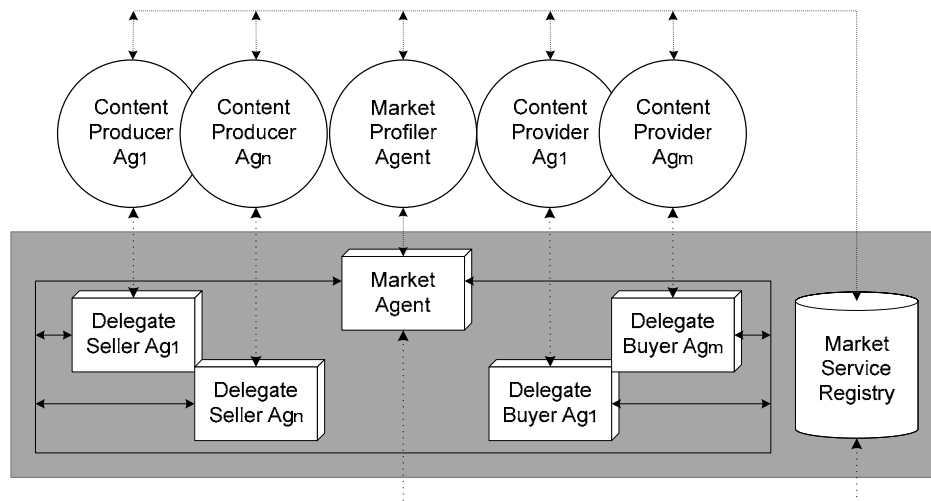 Content
Producer
Ag1
Content
Producer
Agn
Market
Profiler
Agent
Content
Provider
Ag1
Content
Provider
Agm
Market
Agent
Delegate
Seller Ag1
Delegate
Seller Agn
Delegate
Buyer Agm
Delegate
Buyer Ag1
Market
Service
Registry